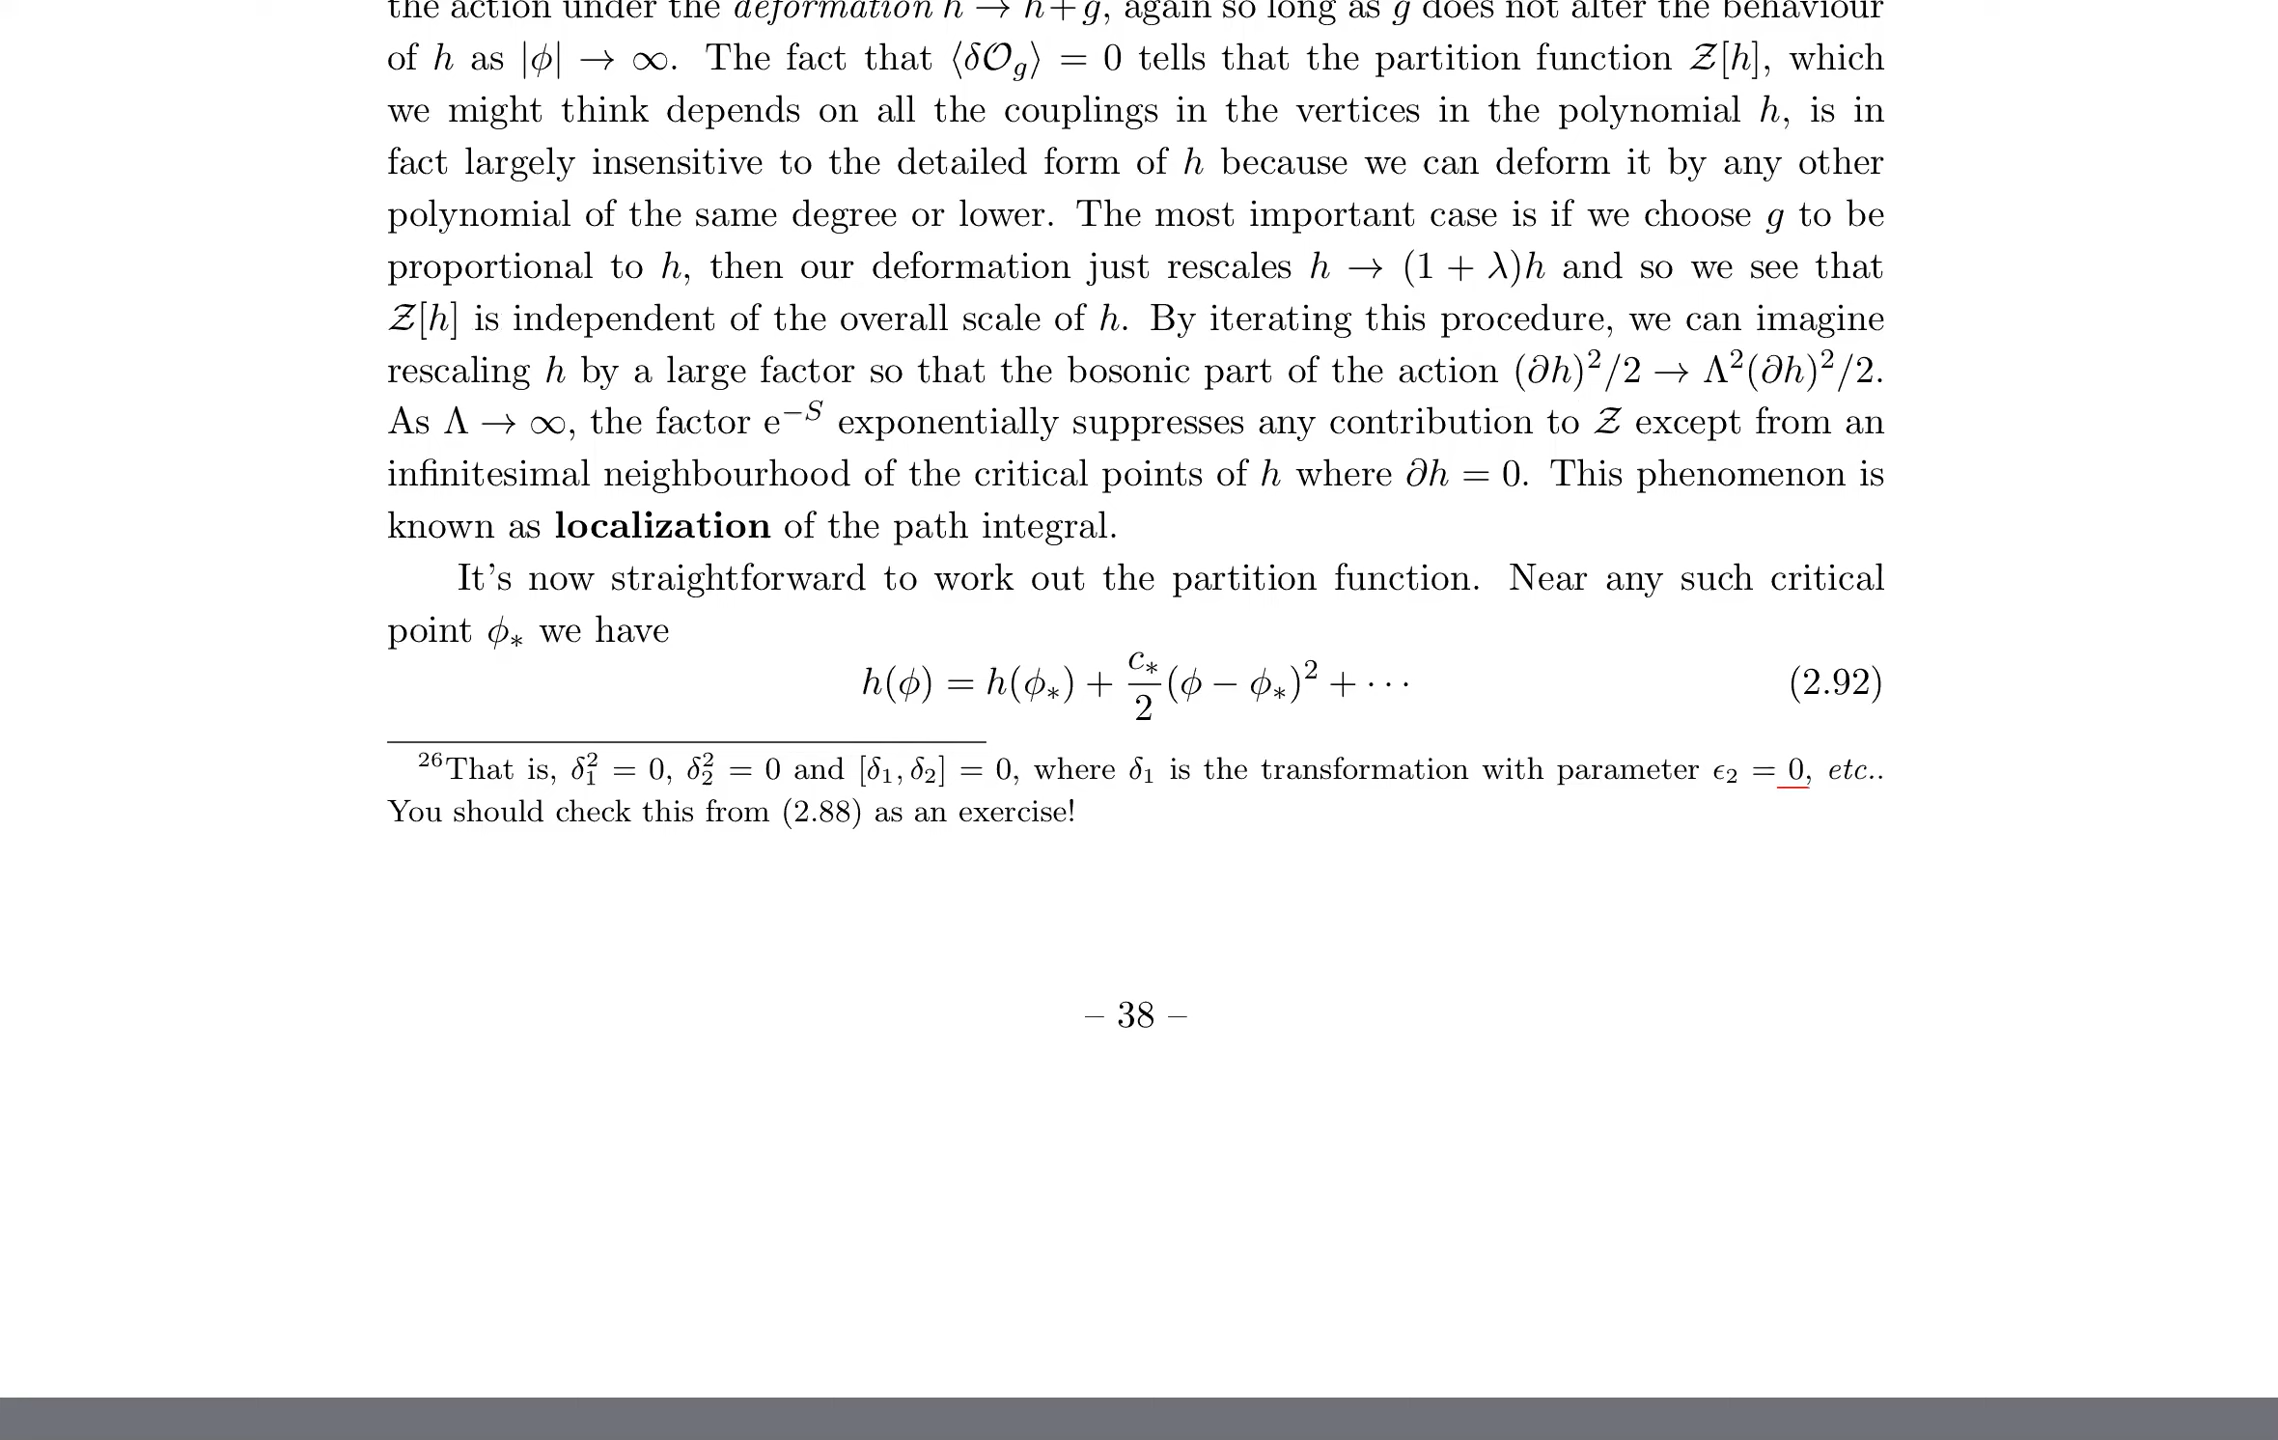 the action under the deformation h → h+g, again so long as g does not alter the behaviour
of h as |ϕ| → ∞. The fact that ⟨δ𝒪_g⟩ = 0 tells that the partition function 𝒵[h], which
we might think depends on all the couplings in the vertices in the polynomial h, is in
fact largely insensitive to the detailed form of h because we can deform it by any other
polynomial of the same degree or lower. The most important case is if we choose g to be
proportional to h, then our deformation just rescales h → (1 + λ)h and so we see that
𝒵[h] is independent of the overall scale of h. By iterating this procedure, we can imagine
rescaling h by a large factor so that the bosonic part of the action (∂h)²/2 → Λ²(∂h)²/2.
As Λ → ∞, the factor e^{−S} exponentially suppresses any contribution to 𝒵 except from an
infinitesimal neighbourhood of the critical points of h where ∂h = 0. This phenomenon is
known as localization of the path integral.
It's now straightforward to work out the partition function. Near any such critical
point ϕ_* we have
h(ϕ) = h(ϕ_*) + c_*/2 (ϕ − ϕ_*)² + ··· (2.92)
²⁶That is, δ₁² = 0, δ₂² = 0 and [δ₁, δ₂] = 0, where δ₁ is the transformation with parameter ϵ₂ = 0, etc..
You should check this from (2.88) as an exercise!
– 38 –